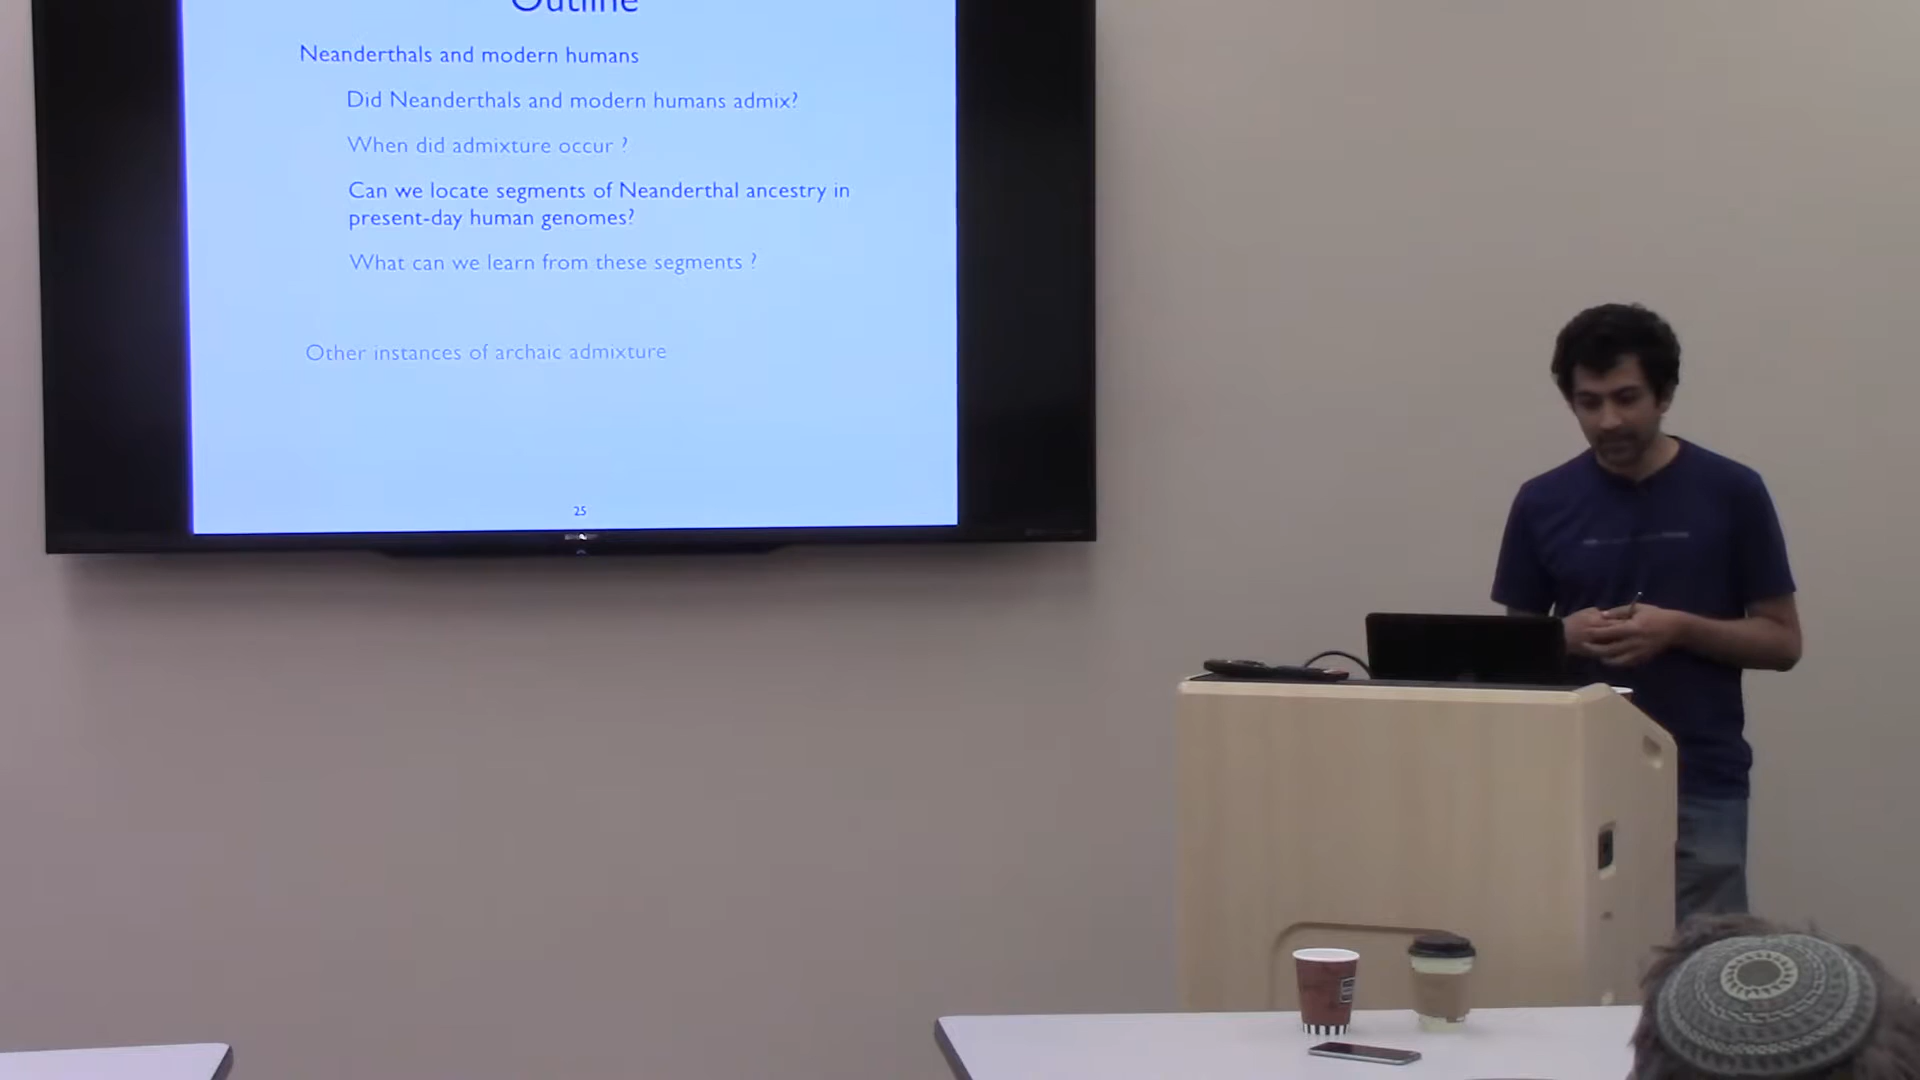 Outline
Neanderthals and modern humans
Did Neanderthals and modern humans admix?
When did admixture occur ?
Can we locate segments of Neanderthal ancestry in
present-day human genomes?
What can we learn from these segments ?
Other instances of archaic admixture
25